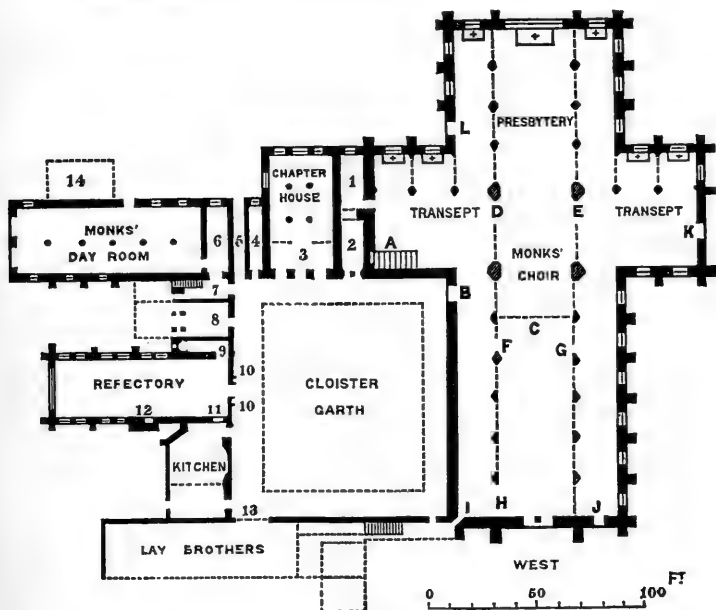 PRESBYTERY
L
CHAPTER
HOUSE
1
14
TRANSEPT
D
E
TRANSEPT
MONKS'
DAY ROOM
6
5
4
3
2
A
K
MONKS'
CHOIR
7
B
8
C
9
F
G
REFECTORY
10
CLOISTER
GARTH
10
12
11
KITCHEN
13
I
H
J
LAY BROTHERS
WEST
FT
0 50 100